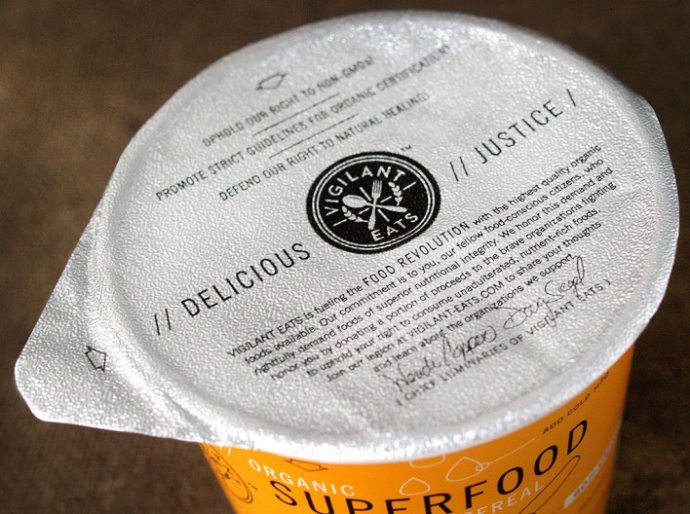 UPHOLD OUR RIGHT TO NON-GMOS!
PROMOTE STRICT GUIDELINES FOR ORGANIC CERTIFICATION!
DEFEND OUR RIGHT TO NATURAL HEALING!
// DELICIOUS
VIGILANT
EATS
™
// JUSTICE /
VIGILANT EATS is fueling the FOOD REVOLUTION with the highest quality organic
foods available. Our commitment is to you, our fellow food-conscious citizens, who
rightfully demand foods of superior nutritional integrity. We honor this demand and
honor you by donating a portion of proceeds to the brave organizations fighting
to uphold your right to consume unadulterated, nutrient-rich foods.
Join our legion at VIGILANT-EATS.COM to share your thoughts
and learn about the organizations we support.
( CHIEF LUMINARIES OF VIGILANT EATS )
ADD COLD
ORGANIC
SUPERFOOD
CEREAL